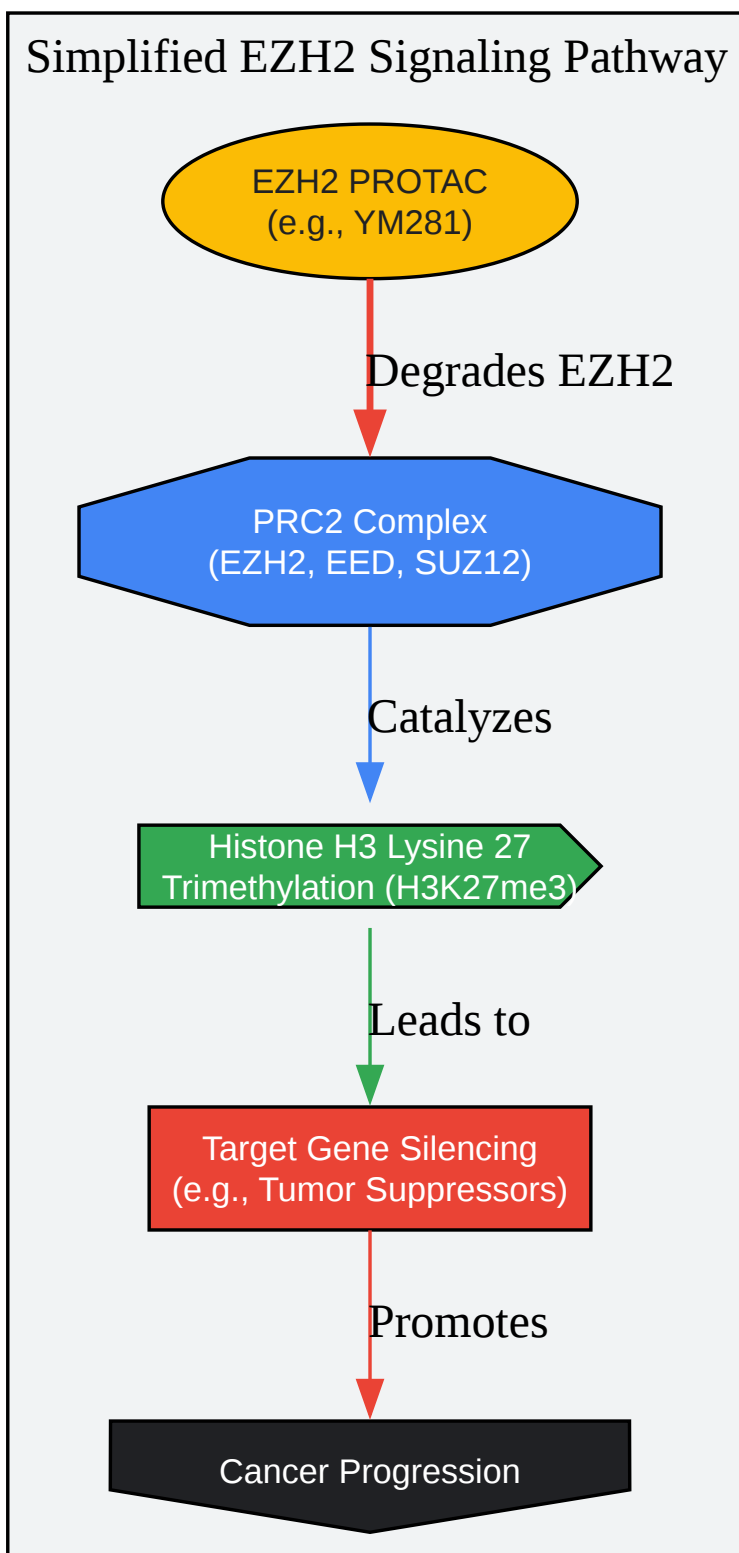 Simplified EZH2 Signaling Pathway
EZH2 PROTAC
(e.g., YM281)
Degrades EZH2
PRC2 Complex
(EZH2, EED, SUZ12)
Catalyzes
Histone H3 Lysine 27
Trimethylation (H3K27me3)
Leads to
Target Gene Silencing
(e.g., Tumor Suppressors)
Promotes
Cancer Progression